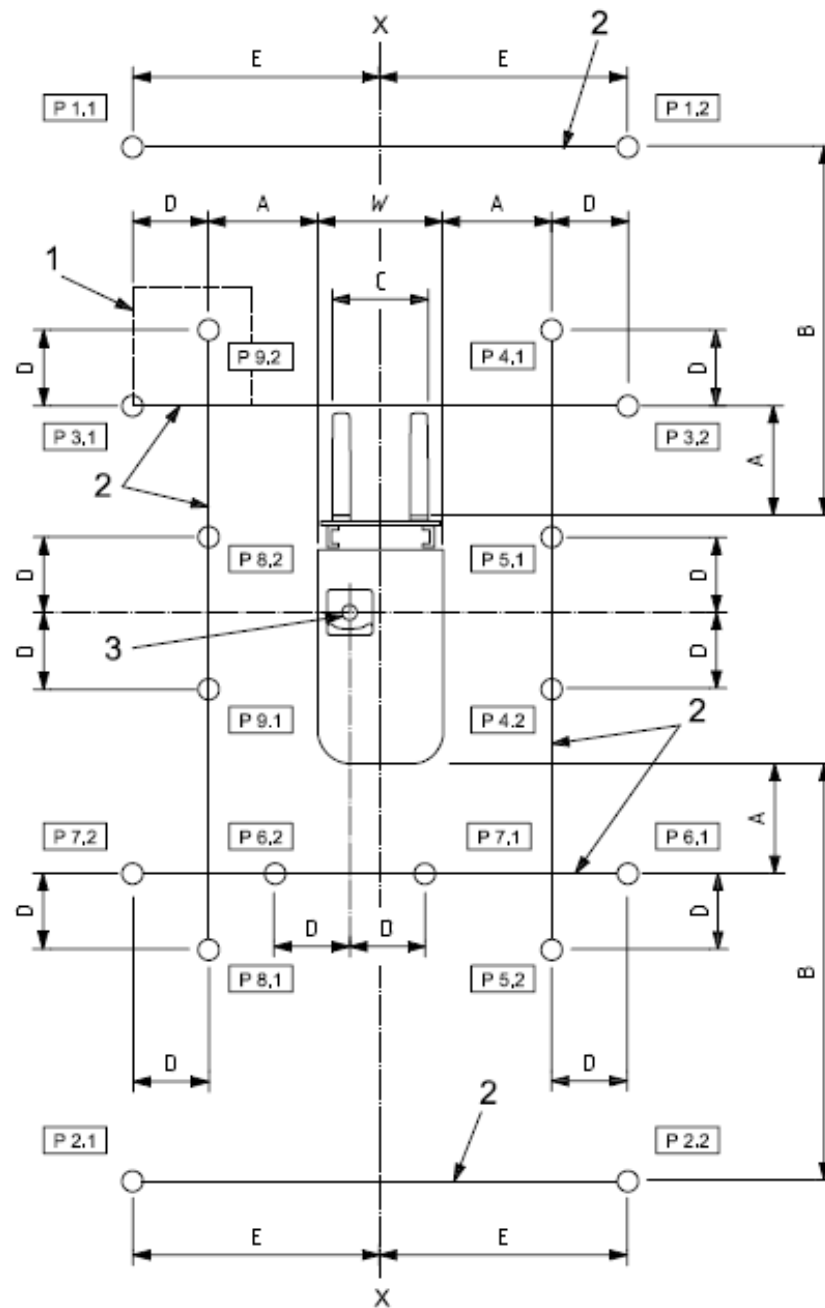 X
2
E E
P 1,1 P 1,2
D A W A D
1
C
B
D P 9,2 P 4,1 D
P 3,1 P 3,2
A
2
D P 8,2 P 5,1 D
3
D D
P 9.1 P 4.2 2
A
P 7,2 P 6,2 P 7,1 P 6,1
D D D D
P 8,1 P 5,2
B
D D
2
P 2.1 P 2.2
E E
X